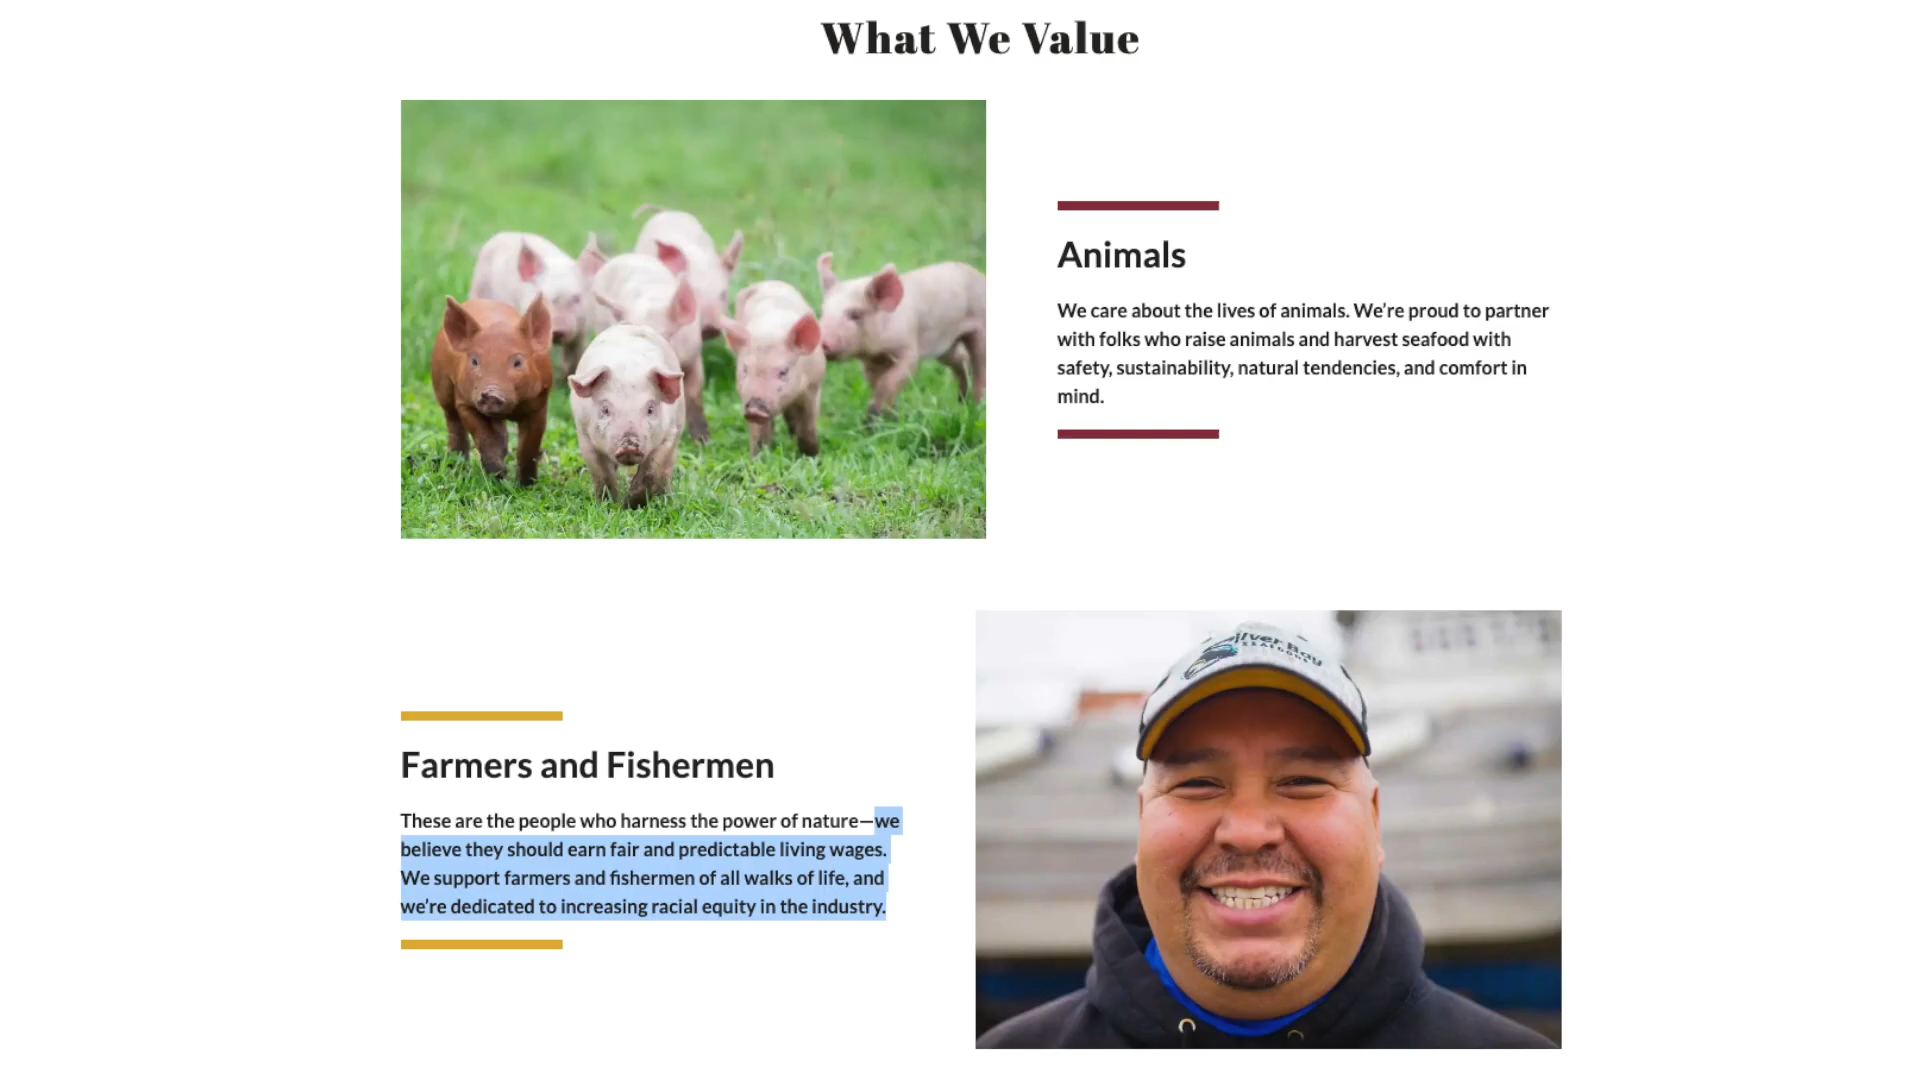 What We Value
Animals
We care about the lives of animals. We’re proud to partner
with folks who raise animals and harvest seafood with
safety, sustainability, natural tendencies, and comfort in
mind.
Farmers and Fishermen
These are the people who harness the power of nature—we
believe they should earn fair and predictable living wages.
We support farmers and fishermen of all walks of life, and
we’re dedicated to increasing racial equity in the industry.
Silver Bay
SEAFOODS